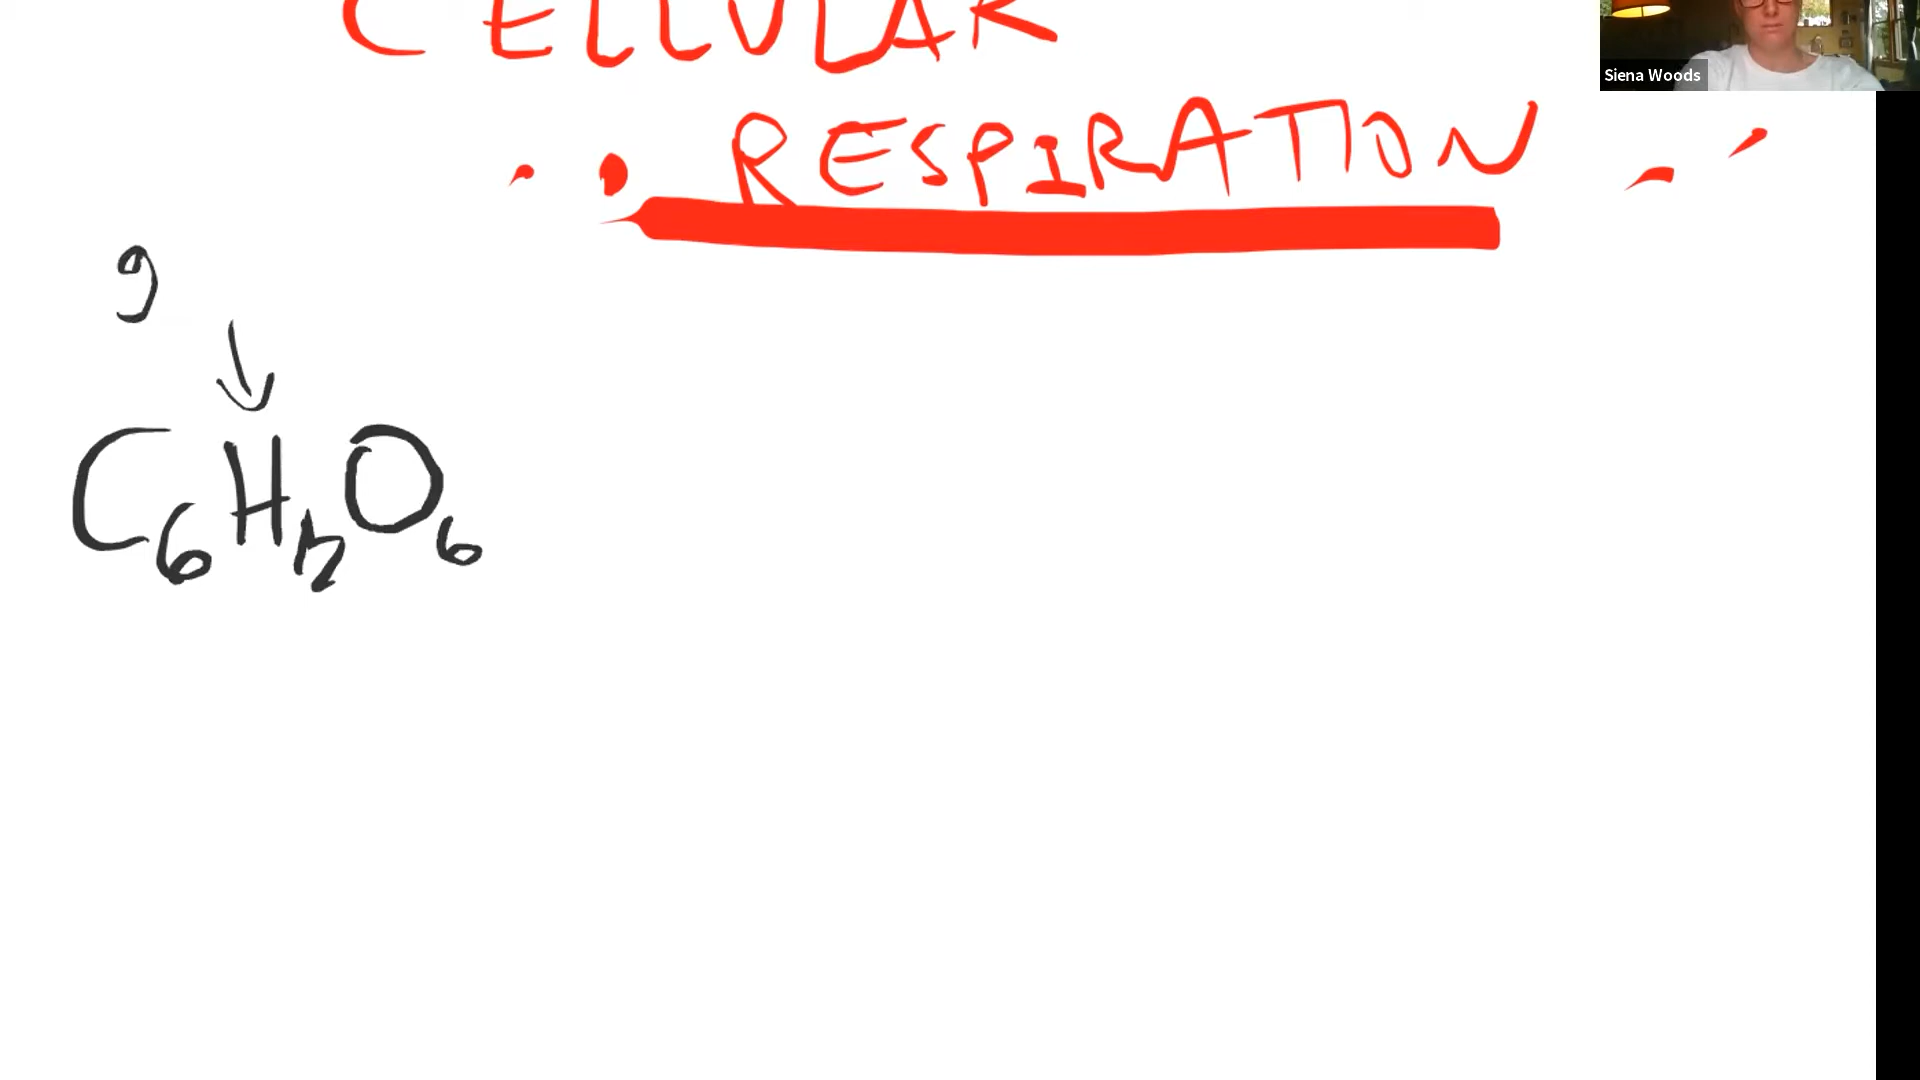 CELLULAR
Siena Woods
RESPIRATION
g
C6H12O6